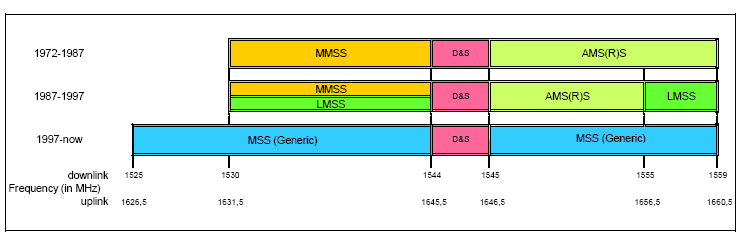 1972-1987 MMSS D&S AMS(R)S
MMSS
1987-1997 D&S AMS(R)S LMSS
LMSS
1997-now MSS (Generic) D&S MSS (Generic)
downlink 1525 1530 1544 1545 1555 1559
Frequency (in MHz)
uplink 1626,5 1631,5 1645,5 1646,5 1656,5 1660,5